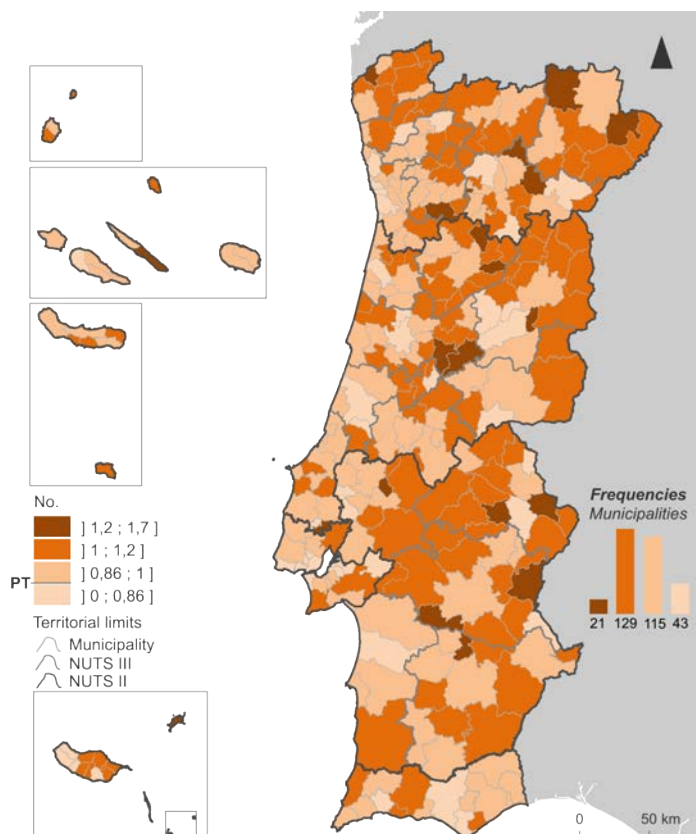 No.
] 1,2 ; 1,7 ]
] 1 ; 1,2 ]
] 0,86 ; 1 ]
PT
] 0 ; 0,86 ]
Territorial limits
Municipality
NUTS III
NUTS II
Frequencies
Municipalities
21 129 115 43
0 50 km